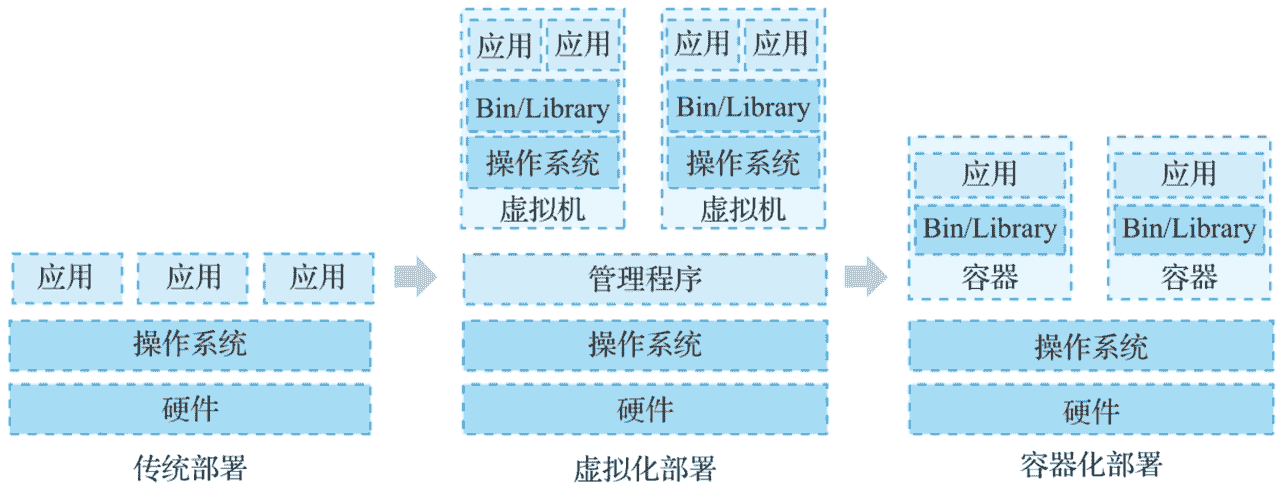 应用 应用 应用
操作系统
硬件
传统部署
应用 应用
Bin/Library
操作系统
虚拟机
应用 应用
Bin/Library
操作系统
虚拟机
管理程序
操作系统
硬件
虚拟化部署
应用
Bin/Library
容器
应用
Bin/Library
容器
操作系统
硬件
容器化部署